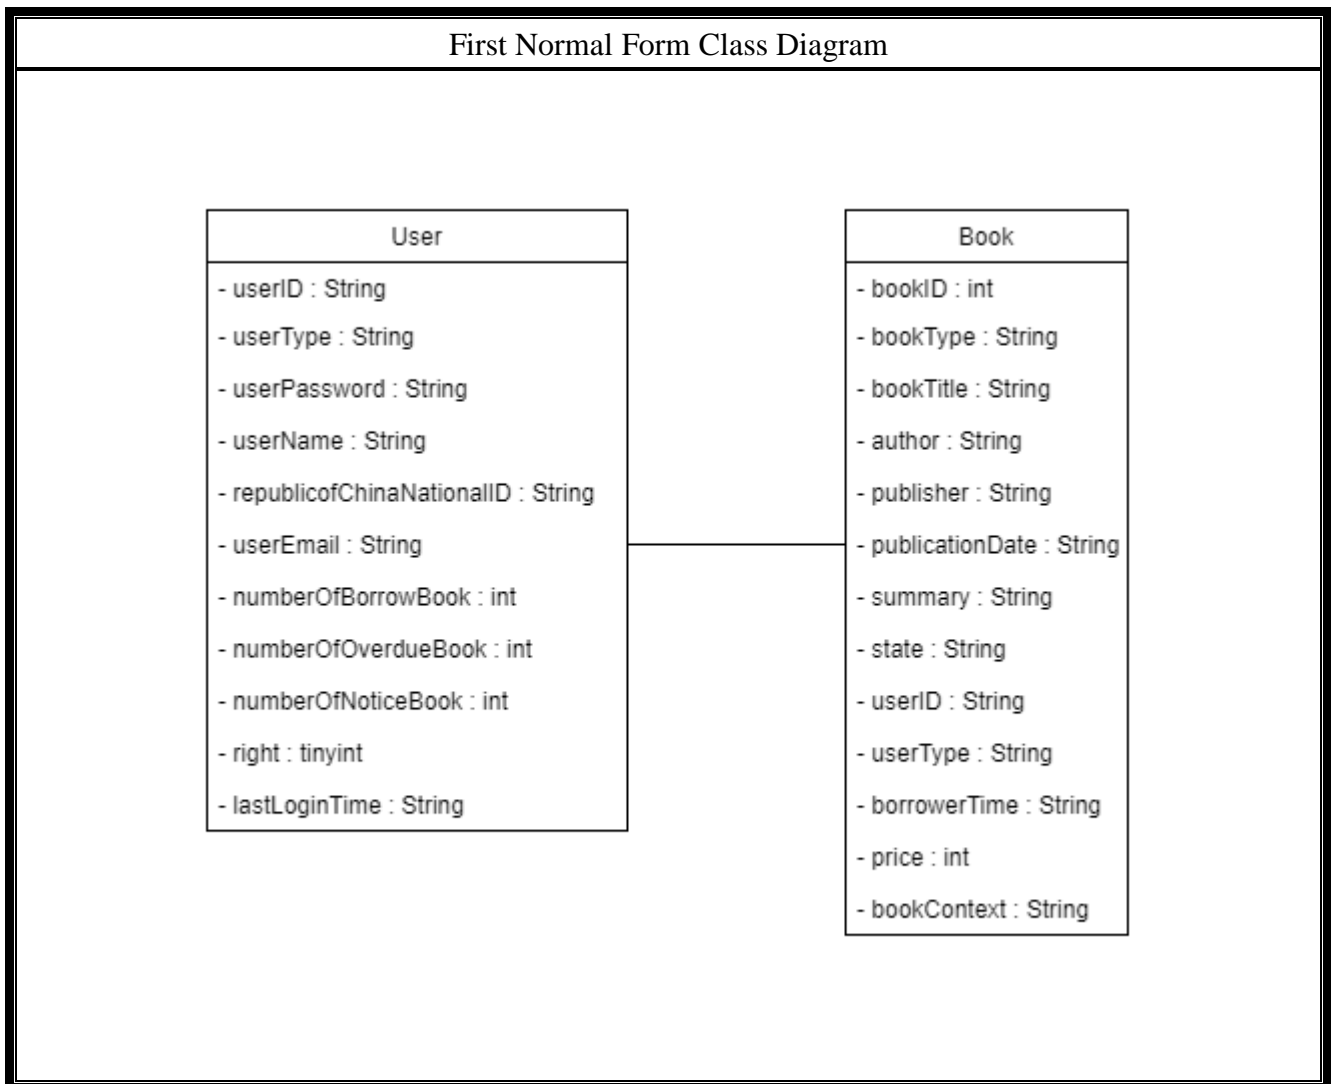 First Normal Form Class Diagram
User
- userID : String
- userType : String
- userPassword : String
- userName : String
- republicofChinaNationalID : String
- userEmail : String
- numberOfBorrowBook : int
- numberOfOverdueBook : int
- numberOfNoticeBook : int
- right : tinyint
- lastLoginTime : String
Book
- bookID : int
- bookType : String
- bookTitle : String
- author : String
- publisher : String
- publicationDate : String
- summary : String
- state : String
- userID : String
- userType : String
- borrowerTime : String
- price : int
- bookContext : String